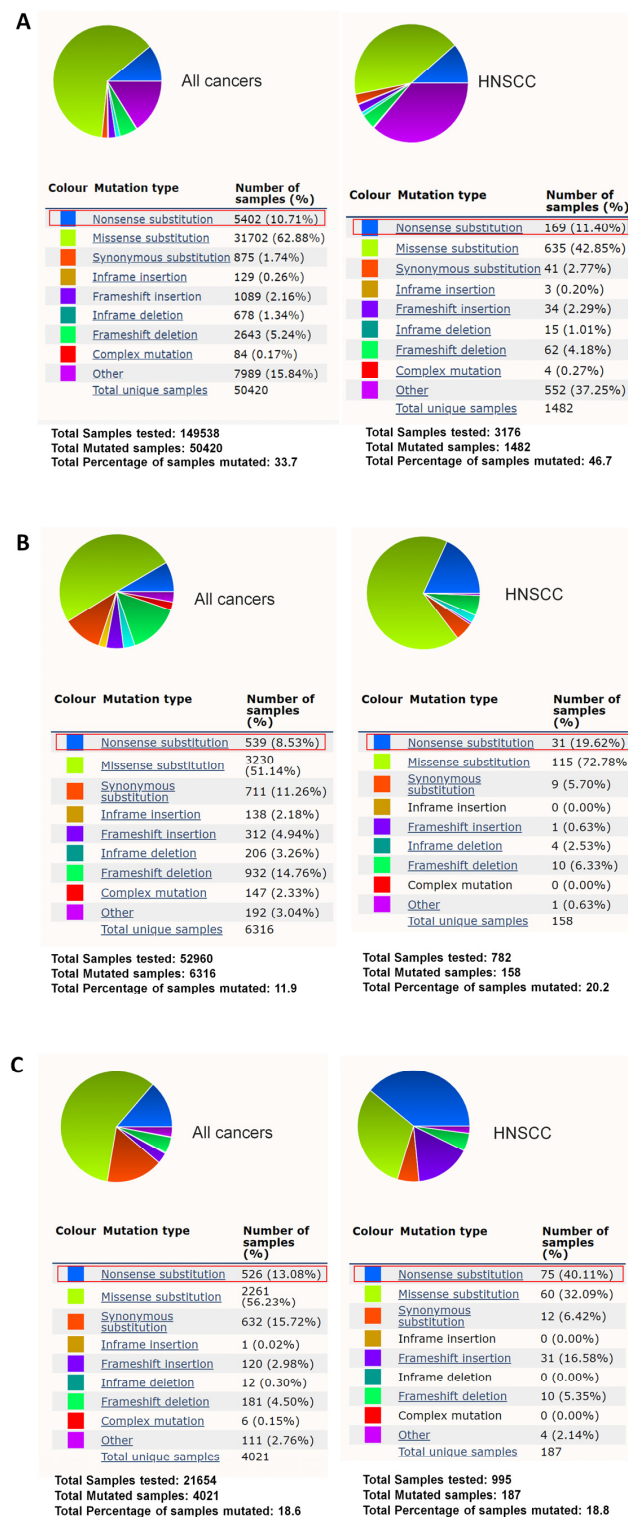 A
All cancers
Colour Mutation type Number of samples (%)
Nonsense substitution 5402 (10.71%)
Missense substitution 31702 (62.88%)
Synonymous substitution 875 (1.74%)
Inframe insertion 129 (0.26%)
Frameshift insertion 1089 (2.16%)
Inframe deletion 678 (1.34%)
Frameshift deletion 2643 (5.24%)
Complex mutation 84 (0.17%)
Other 7989 (15.84%)
Total unique samples 50420
Total Samples tested: 149538
Total Mutated samples: 50420
Total Percentage of samples mutated: 33.7
HNSCC
Colour Mutation type Number of samples (%)
Nonsense substitution 169 (11.40%)
Missense substitution 635 (42.85%)
Synonymous substitution 41 (2.77%)
Inframe insertion 3 (0.20%)
Frameshift insertion 34 (2.29%)
Inframe deletion 15 (1.01%)
Frameshift deletion 62 (4.18%)
Complex mutation 4 (0.27%)
Other 552 (37.25%)
Total unique samples 1482
Total Samples tested: 3176
Total Mutated samples: 1482
Total Percentage of samples mutated: 46.7
B
All cancers
Colour Mutation type Number of samples (%)
Nonsense substitution 539 (8.53%)
Missense substitution 3230 (51.14%)
Synonymous substitution 711 (11.26%)
Inframe insertion 138 (2.18%)
Frameshift insertion 312 (4.94%)
Inframe deletion 206 (3.26%)
Frameshift deletion 932 (14.76%)
Complex mutation 147 (2.33%)
Other 192 (3.04%)
Total unique samples 6316
Total Samples tested: 52960
Total Mutated samples: 6316
Total Percentage of samples mutated: 11.9
HNSCC
Colour Mutation type Number of samples (%)
Nonsense substitution 31 (19.62%)
Missense substitution 115 (72.78%
Synonymous substitution 9 (5.70%)
Inframe insertion 0 (0.00%)
Frameshift insertion 1 (0.63%)
Inframe deletion 4 (2.53%)
Frameshift deletion 10 (6.33%)
Complex mutation 0 (0.00%)
Other 1 (0.63%)
Total unique samples 158
Total Samples tested: 782
Total Mutated samples: 158
Total Percentage of samples mutated: 20.2
C
All cancers
Colour Mutation type Number of samples (%)
Nonsense substitution 526 (13.08%)
Missense substitution 2261 (56.23%)
Synonymous substitution 632 (15.72%)
Inframe insertion 1 (0.02%)
Frameshift insertion 120 (2.98%)
Inframe deletion 12 (0.30%)
Frameshift deletion 181 (4.50%)
Complex mutation 6 (0.15%)
Other 111 (2.76%)
Total unique samples 4021
Total Samples tested: 21654
Total Mutated samples: 4021
Total Percentage of samples mutated: 18.6
HNSCC
Colour Mutation type Number of samples (%)
Nonsense substitution 75 (40.11%)
Missense substitution 60 (32.09%)
Synonymous substitution 12 (6.42%)
Inframe insertion 0 (0.00%)
Frameshift insertion 31 (16.58%)
Inframe deletion 0 (0.00%)
Frameshift deletion 10 (5.35%)
Complex mutation 0 (0.00%)
Other 4 (2.14%)
Total unique samples 187
Total Samples tested: 995
Total Mutated samples: 187
Total Percentage of samples mutated: 18.8